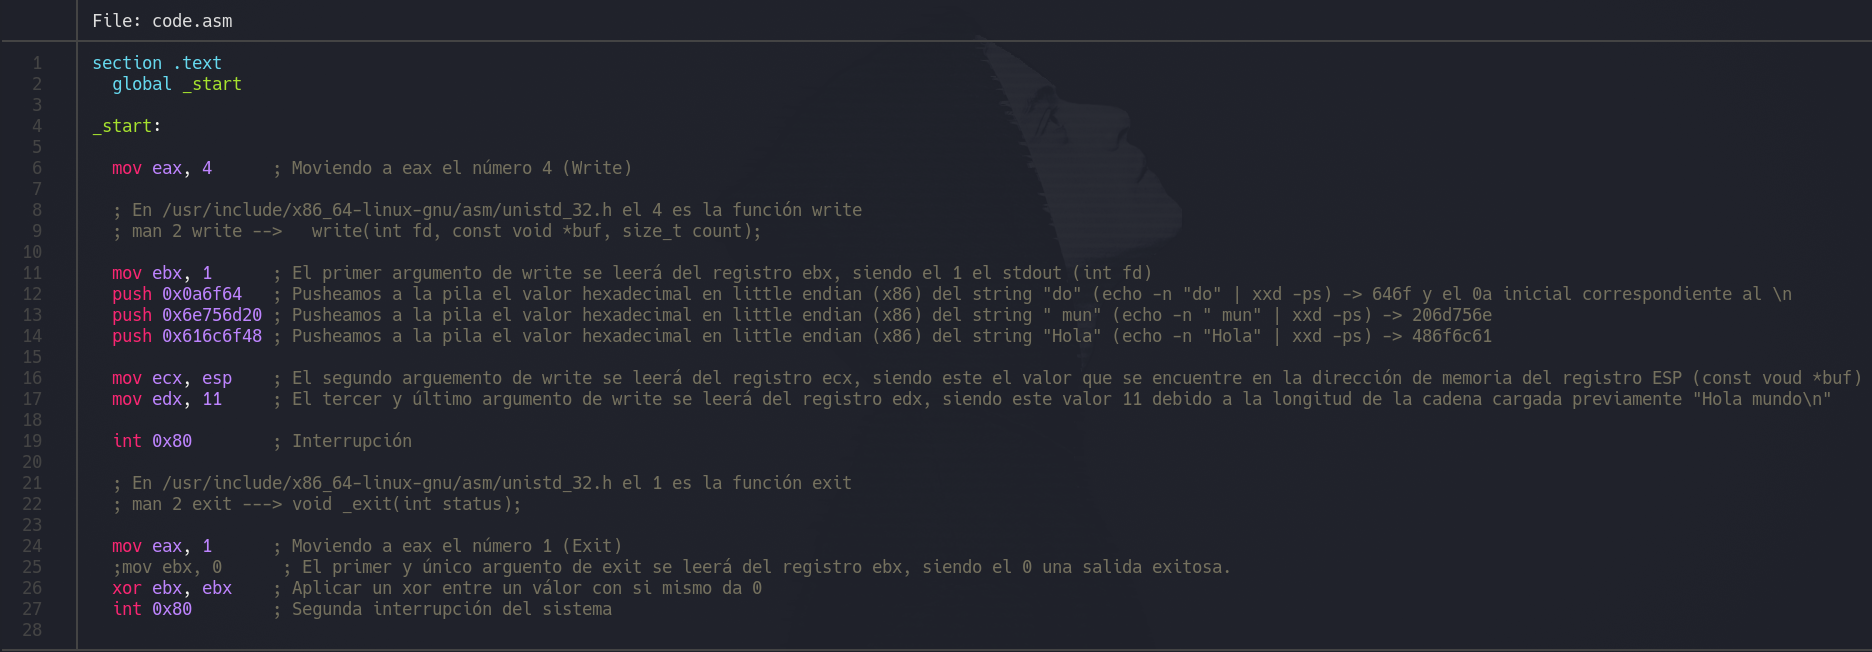 File: code.asm
1 section .text
2   global _start
3
4 _start:
5
6   mov eax, 4      ; Moviendo a eax el número 4 (Write)
7
8   ; En /usr/include/x86_64-linux-gnu/asm/unistd_32.h el 4 es la función write
9   ; man 2 write -->   write(int fd, const void *buf, size_t count);
10
11   mov ebx, 1      ; El primer argumento de write se leerá del registro ebx, siendo el 1 el stdout (int fd)
12   push 0x0a6f64   ; Pusheamos a la pila el valor hexadecimal en little endian (x86) del string "do" (echo -n "do" | xxd -ps) -> 646f y el 0a inicial correspondiente al \n
13   push 0x6e756d20 ; Pusheamos a la pila el valor hexadecimal en little endian (x86) del string " mun" (echo -n " mun" | xxd -ps) -> 206d756e
14   push 0x616c6f48 ; Pusheamos a la pila el valor hexadecimal en little endian (x86) del string "Hola" (echo -n "Hola" | xxd -ps) -> 486f6c61
15
16   mov ecx, esp    ; El segundo arguemento de write se leerá del registro ecx, siendo este el valor que se encuentre en la dirección de memoria del registro ESP (const voud *buf)
17   mov edx, 11     ; El tercer y último argumento de write se leerá del registro edx, siendo este valor 11 debido a la longitud de la cadena cargada previamente "Hola mundo\n"
18
19   int 0x80        ; Interrupción
20
21   ; En /usr/include/x86_64-linux-gnu/asm/unistd_32.h el 1 es la función exit
22   ; man 2 exit ---> void _exit(int status);
23
24   mov eax, 1      ; Moviendo a eax el número 1 (Exit)
25   ;mov ebx, 0      ; El primer y único arguento de exit se leerá del registro ebx, siendo el 0 una salida exitosa.
26   xor ebx, ebx    ; Aplicar un xor entre un válor con si mismo da 0
27   int 0x80        ; Segunda interrupción del sistema
28